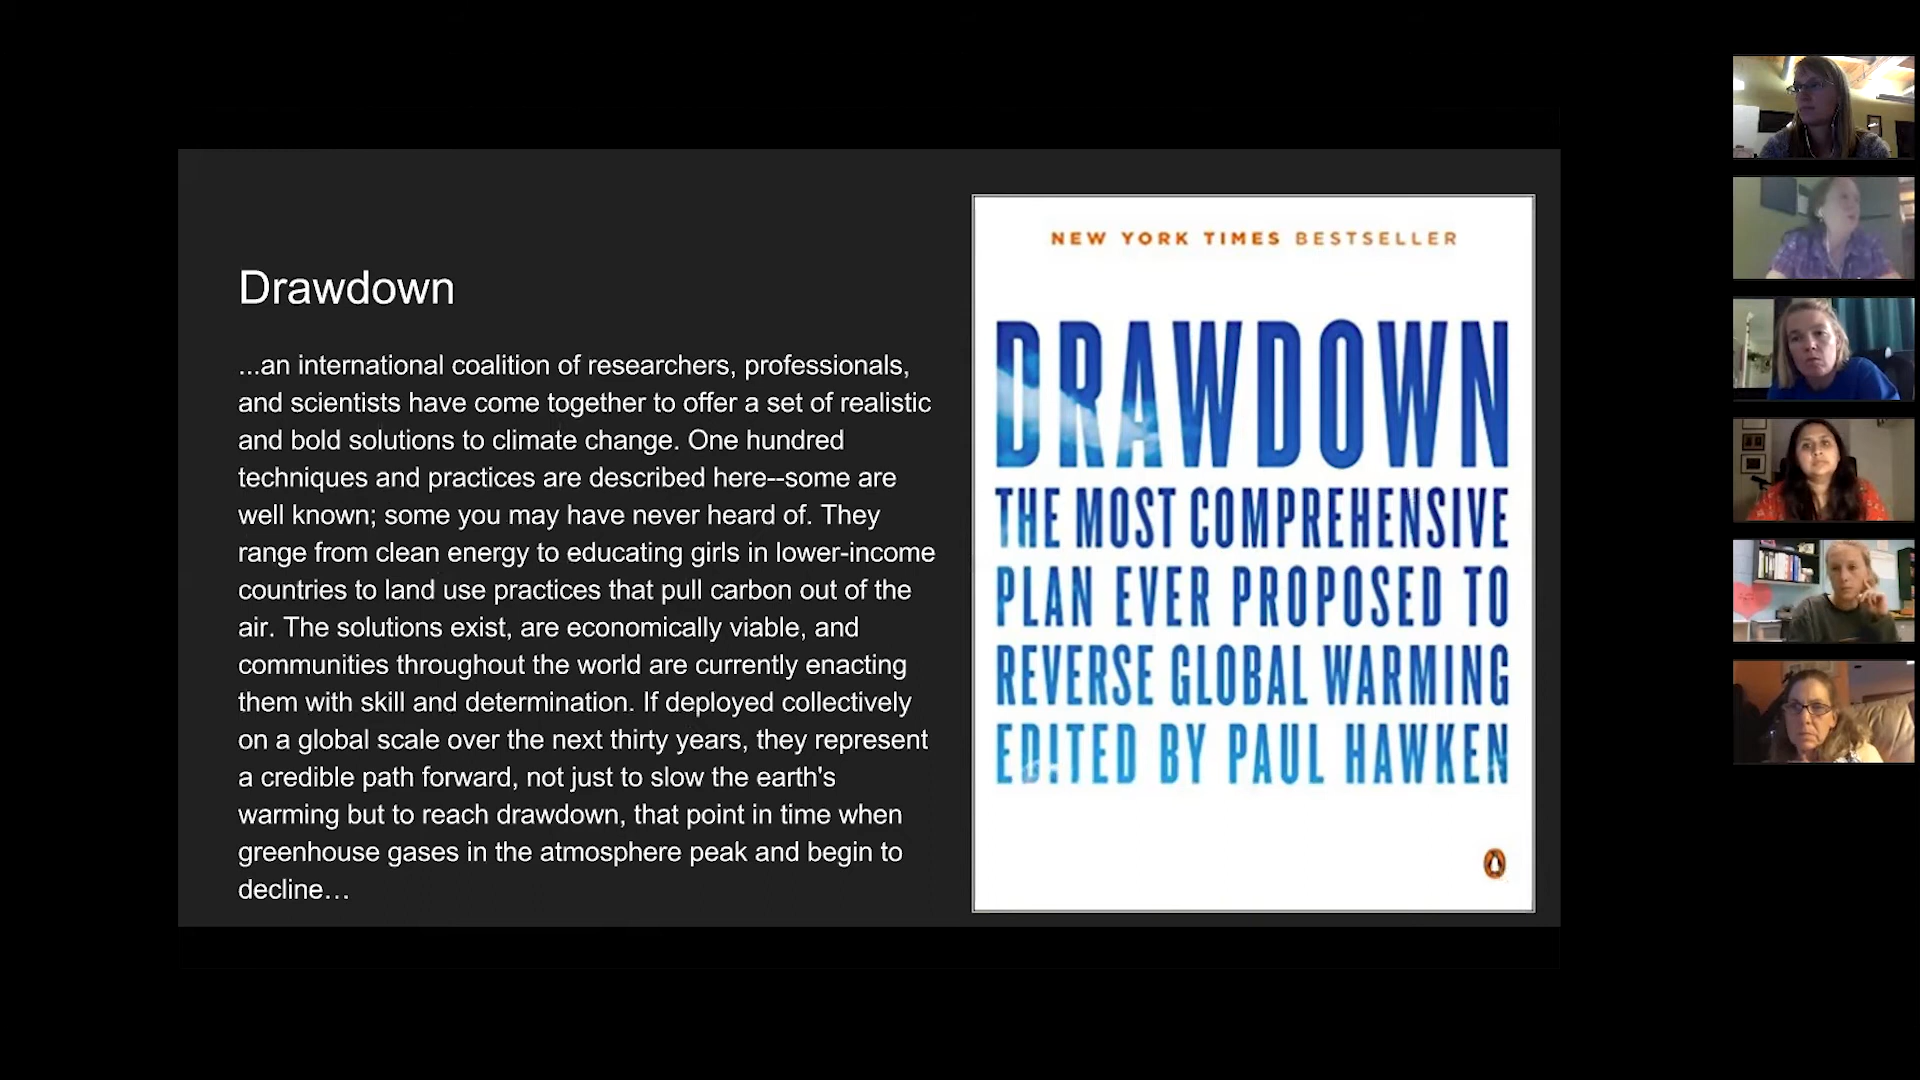 Drawdown
...an international coalition of researchers, professionals,
and scientists have come together to offer a set of realistic
and bold solutions to climate change. One hundred
techniques and practices are described here--some are
well known; some you may have never heard of. They
range from clean energy to educating girls in lower-income
countries to land use practices that pull carbon out of the
air. The solutions exist, are economically viable, and
communities throughout the world are currently enacting
them with skill and determination. If deployed collectively
on a global scale over the next thirty years, they represent
a credible path forward, not just to slow the earth's
warming but to reach drawdown, that point in time when
greenhouse gases in the atmosphere peak and begin to
decline…
NEW YORK TIMES BESTSELLER
DRAWDOWN
THE MOST COMPREHENSIVE
PLAN EVER PROPOSED TO
REVERSE GLOBAL WARMING
EDITED BY PAUL HAWKEN